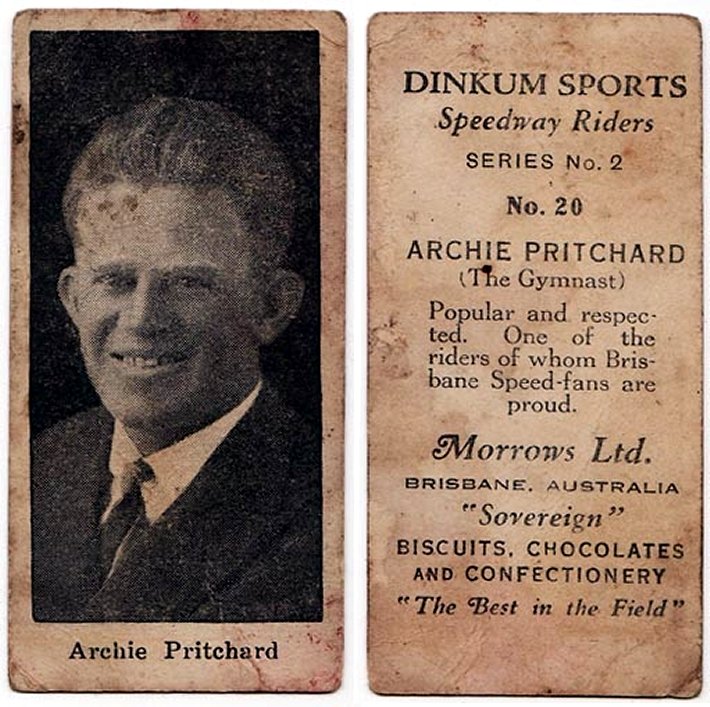 Archie Pritchard
DINKUM SPORTS
Speedway Riders
SERIES No. 2
No. 20
ARCHIE PRITCHARD
(The Gymnast)
Popular and respec-
ted. One of the
riders of whom Bris-
bane Speed-fans are
proud.
Morrows Ltd.
BRISBANE, AUSTRALIA
"Sovereign"
BISCUITS, CHOCOLATES
AND CONFECTIONERY
"The Best in the Field"